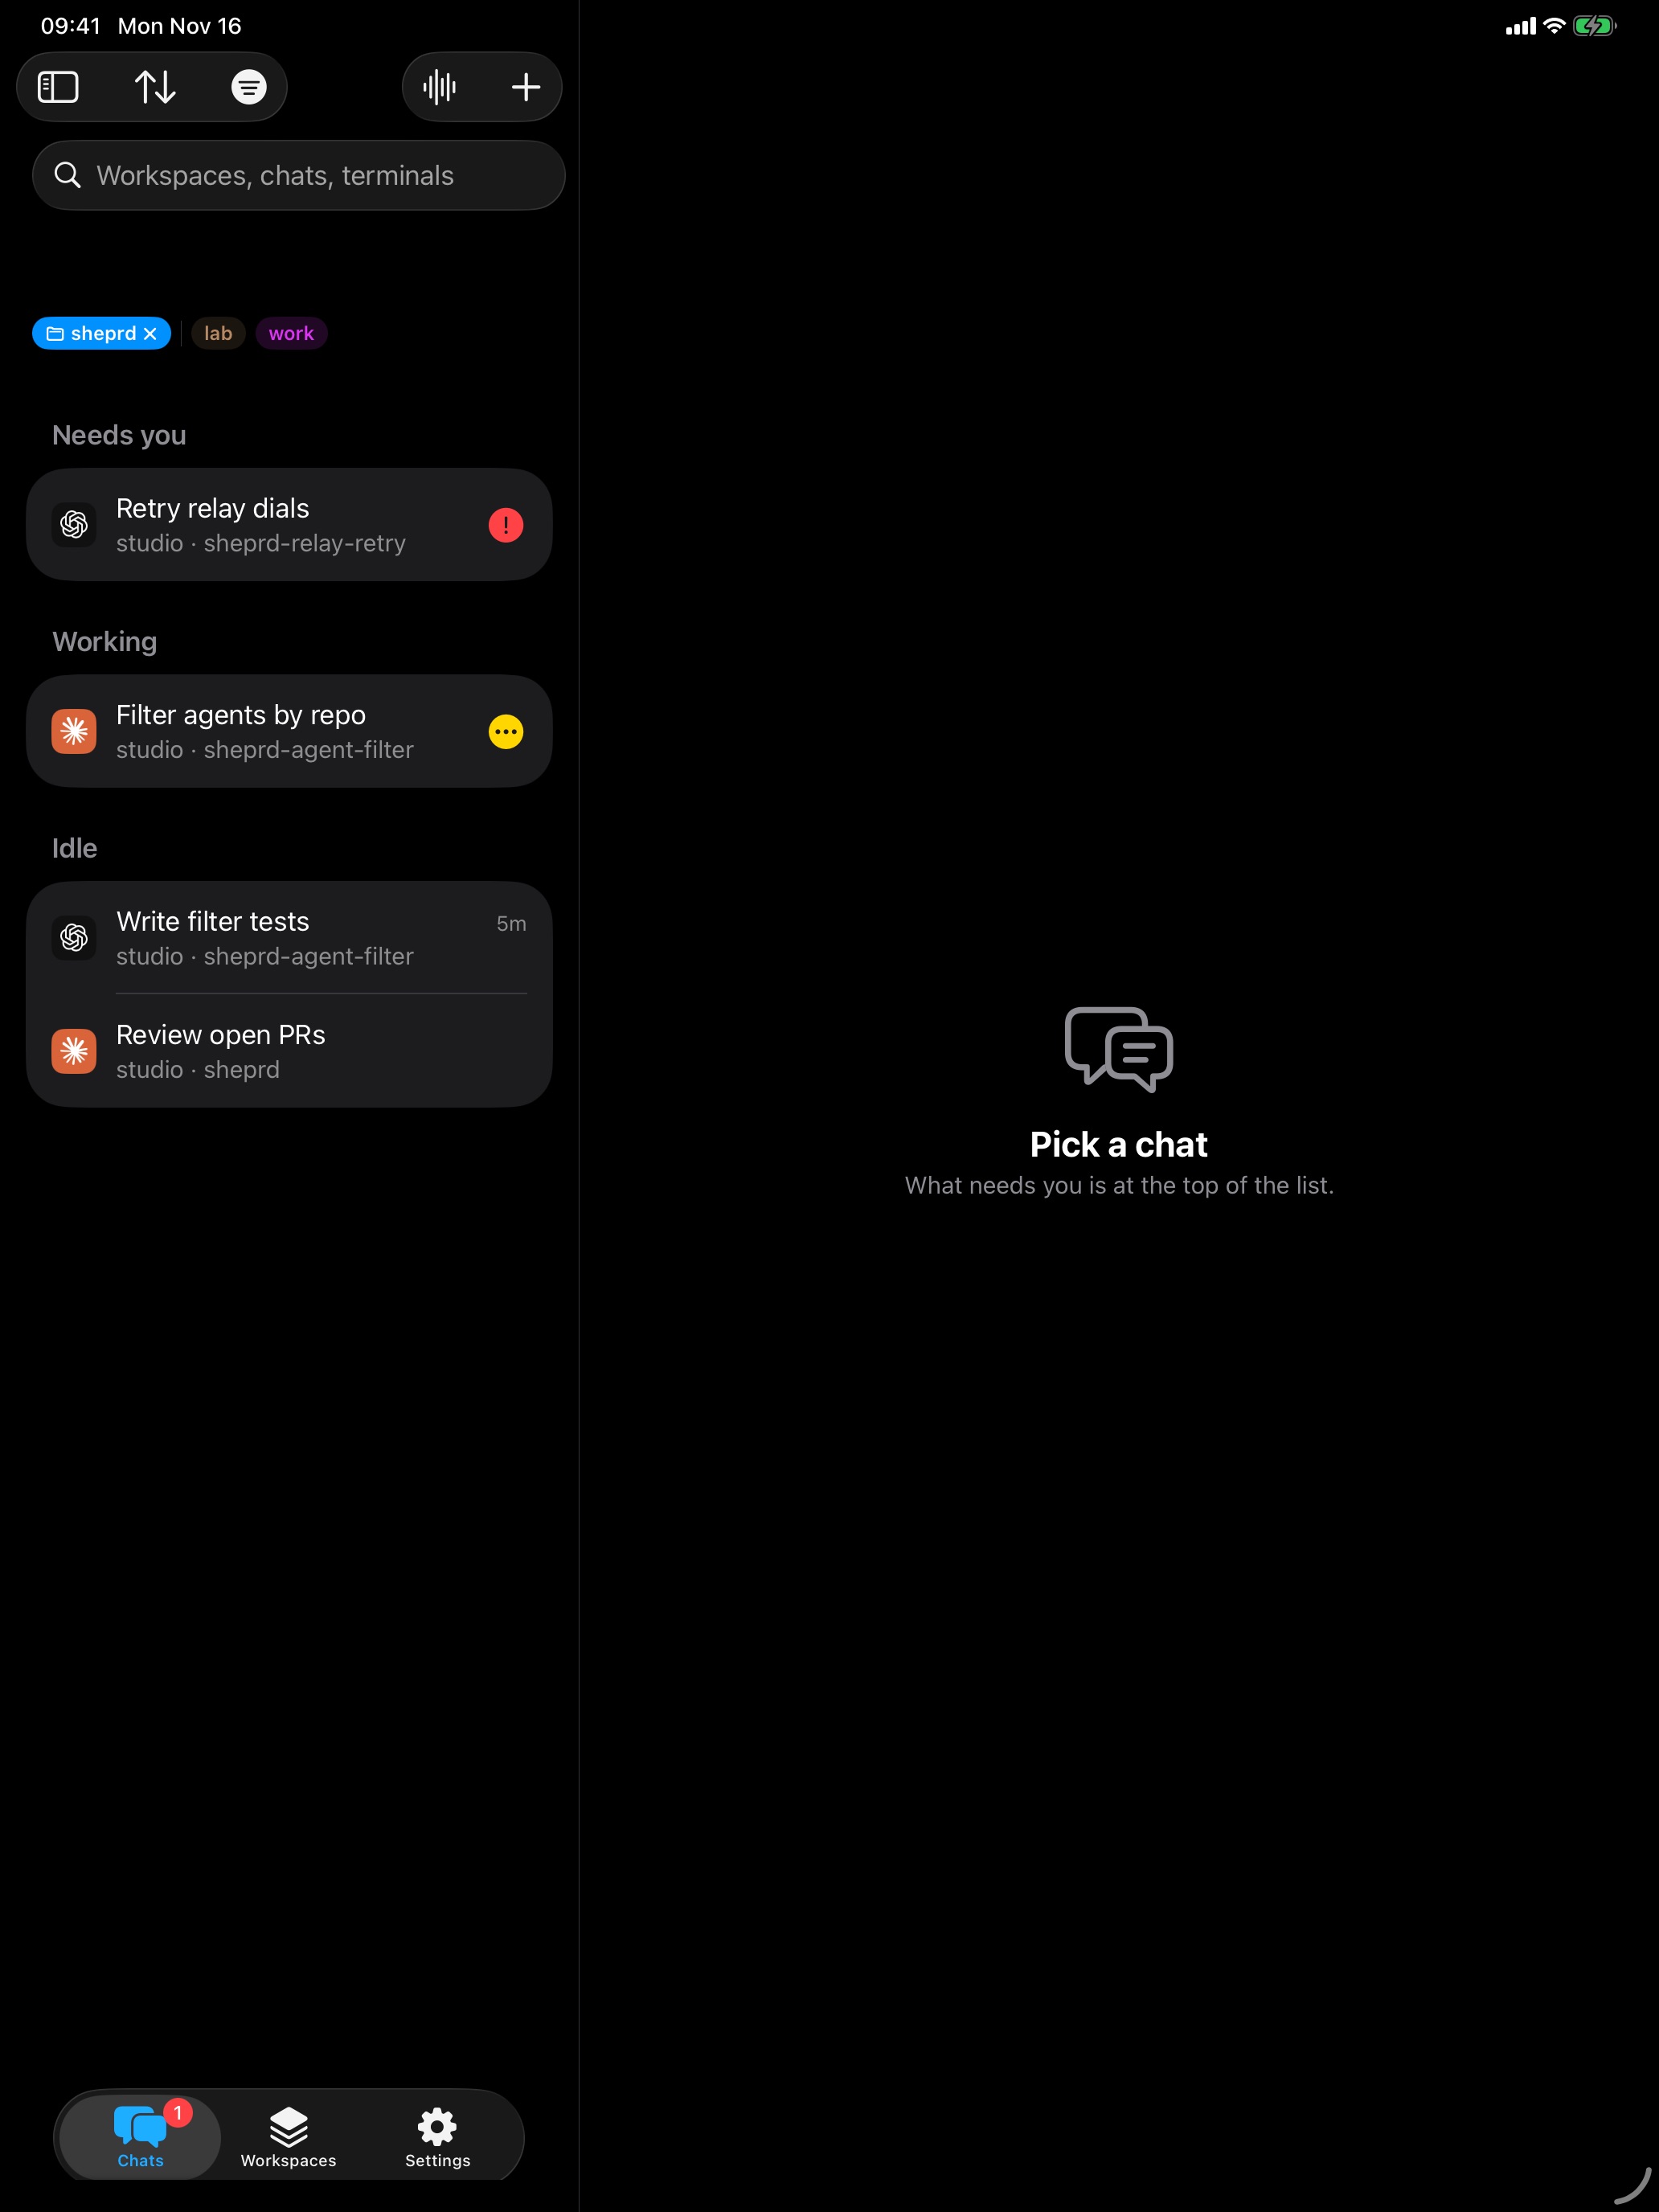 09:41 Mon Nov 16
Workspaces, chats, terminals
sheprd lab work
Needs you
Retry relay dials
studio · sheprd-relay-retry
!
Working
Filter agents by repo
studio · sheprd-agent-filter
Idle
Write filter tests 5m
studio · sheprd-agent-filter
Review open PRs
studio · sheprd
Pick a chat
What needs you is at the top of the list.
1
Chats Workspaces Settings